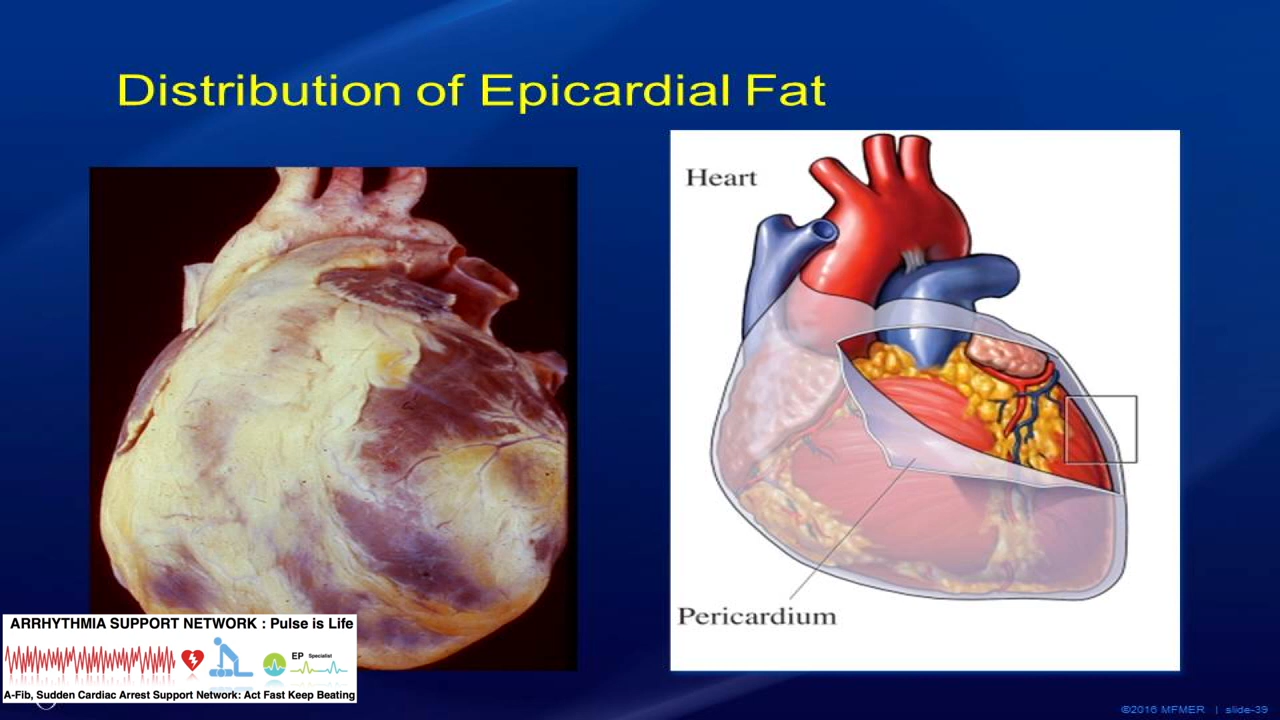 Distribution of Epicardial Fat
Heart
Pericardium
ARRHYTHMIA SUPPORT NETWORK : Pulse is Life
EP Specialist
A-Fib, Sudden Cardiac Arrest Support Network: Act Fast Keep Beating
©2016 MFMER | slide-39